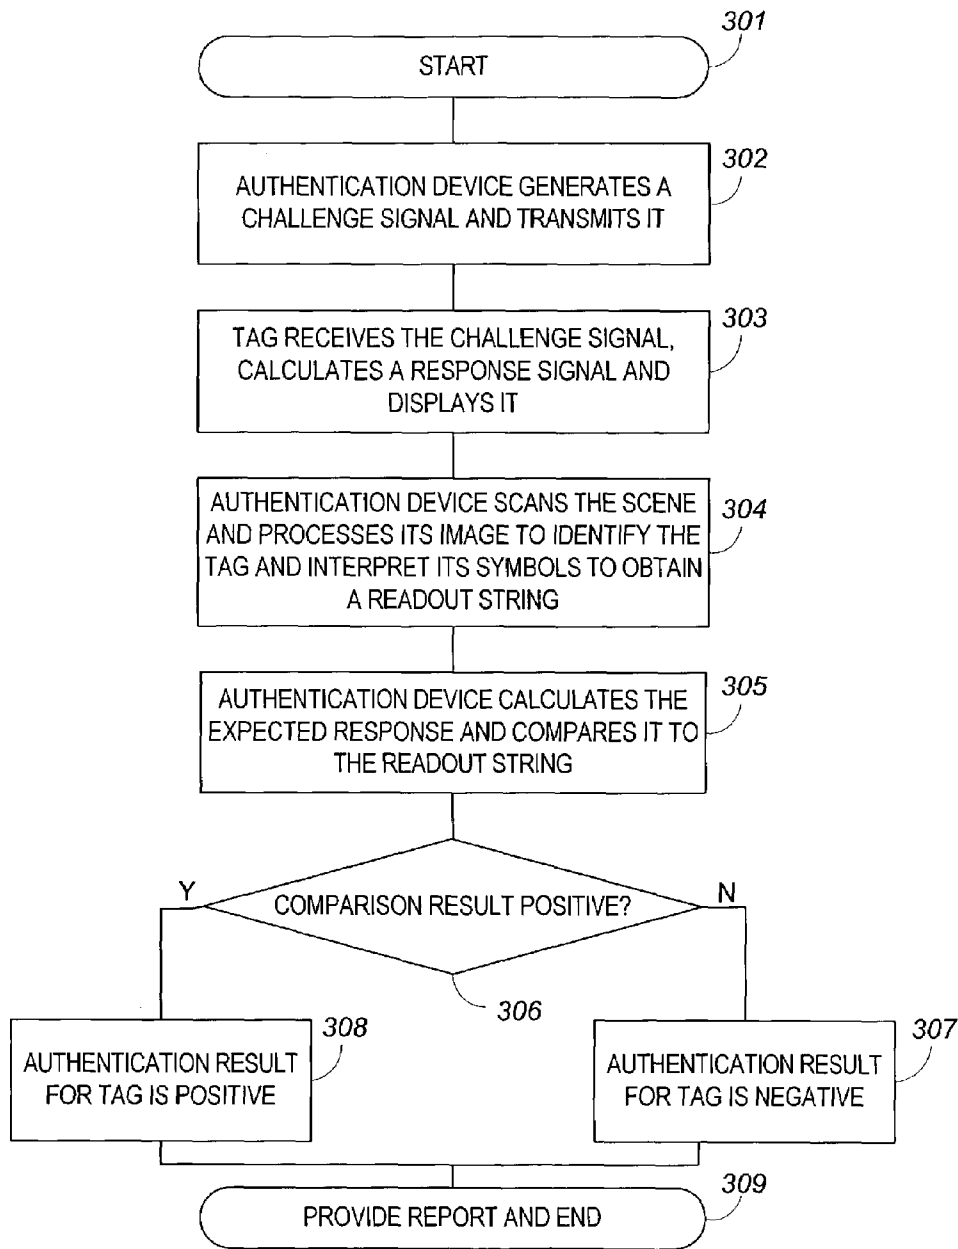 301
START
302
AUTHENTICATION DEVICE GENERATES A
CHALLENGE SIGNAL AND TRANSMITS IT
303
TAG RECEIVES THE CHALLENGE SIGNAL,
CALCULATES A RESPONSE SIGNAL AND
DISPLAYS IT
304
AUTHENTICATION DEVICE SCANS THE SCENE
AND PROCESSES ITS IMAGE TO IDENTIFY THE
TAG AND INTERPRET ITS SYMBOLS TO OBTAIN
A READOUT STRING
305
AUTHENTICATION DEVICE CALCULATES THE
EXPECTED RESPONSE AND COMPARES IT TO
THE READOUT STRING
Y
COMPARISON RESULT POSITIVE?
N
306
308
AUTHENTICATION RESULT
FOR TAG IS POSITIVE
307
AUTHENTICATION RESULT
FOR TAG IS NEGATIVE
309
PROVIDE REPORT AND END